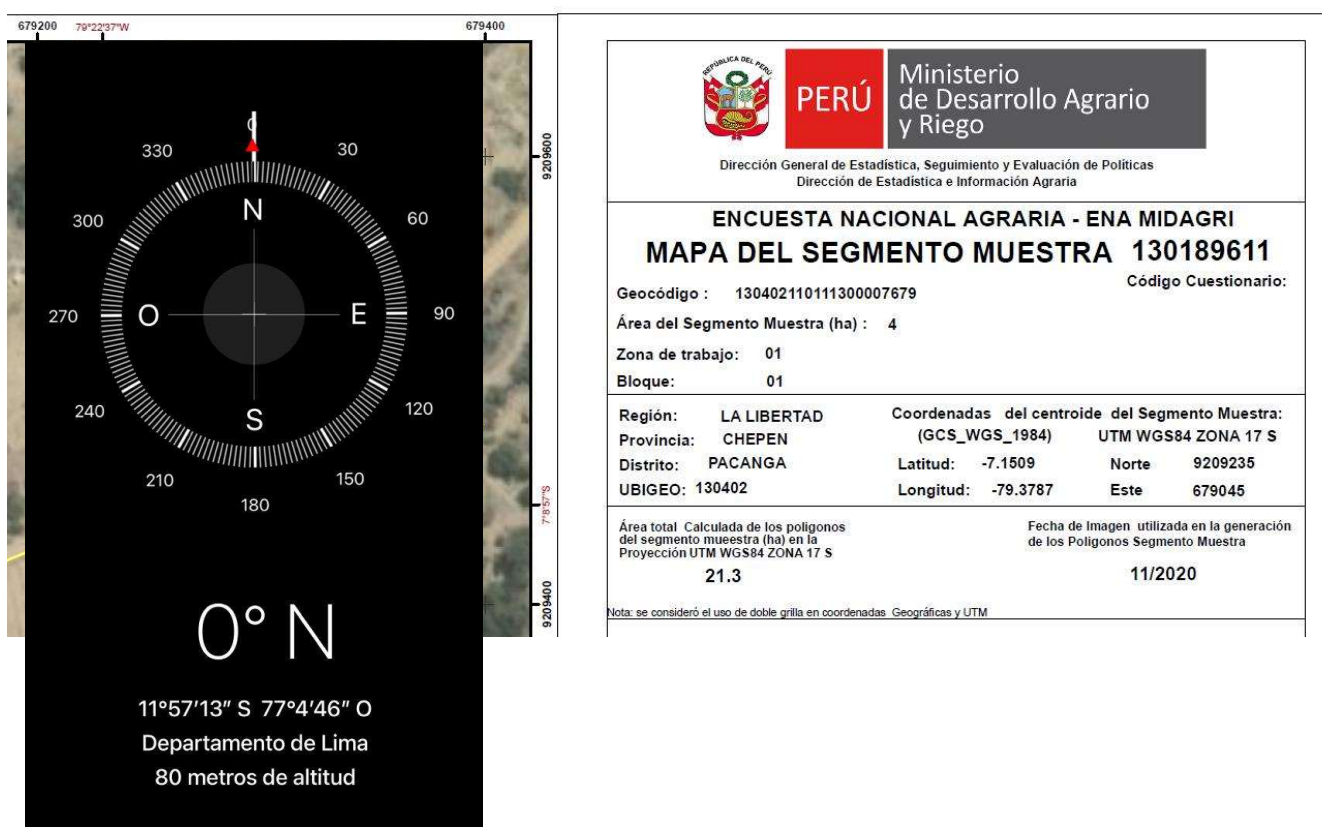 679200 79°22'37"W 679400
9209600
7°8'57"S
9209400
0
330 30
300 60
270 90
240 120
210 150
180
N
O E
S
0° N
11°57′13″ S 77°4′46″ O
Departamento de Lima
80 metros de altitud
REPÚBLICA DEL PERÚ
PERÚ
Ministerio
de Desarrollo Agrario
y Riego
Dirección General de Estadística, Seguimiento y Evaluación de Políticas
Dirección de Estadística e Información Agraria
ENCUESTA NACIONAL AGRARIA - ENA MIDAGRI
MAPA DEL SEGMENTO MUESTRA 130189611
Código Cuestionario:
Geocódigo : 130402110111300007679
Área del Segmento Muestra (ha) : 4
Zona de trabajo: 01
Bloque: 01
Región: LA LIBERTAD
Provincia: CHEPEN
Distrito: PACANGA
UBIGEO: 130402
Coordenadas del centroide del Segmento Muestra:
(GCS_WGS_1984) UTM WGS84 ZONA 17 S
Latitud: -7.1509 Norte 9209235
Longitud: -79.3787 Este 679045
Área total Calculada de los poligonos
del segmento mueestra (ha) en la
Proyección UTM WGS84 ZONA 17 S
21.3
Fecha de Imagen utilizada en la generación
de los Poligonos Segmento Muestra
11/2020
Nota: se consideró el uso de doble grilla en coordenadas Geográficas y UTM